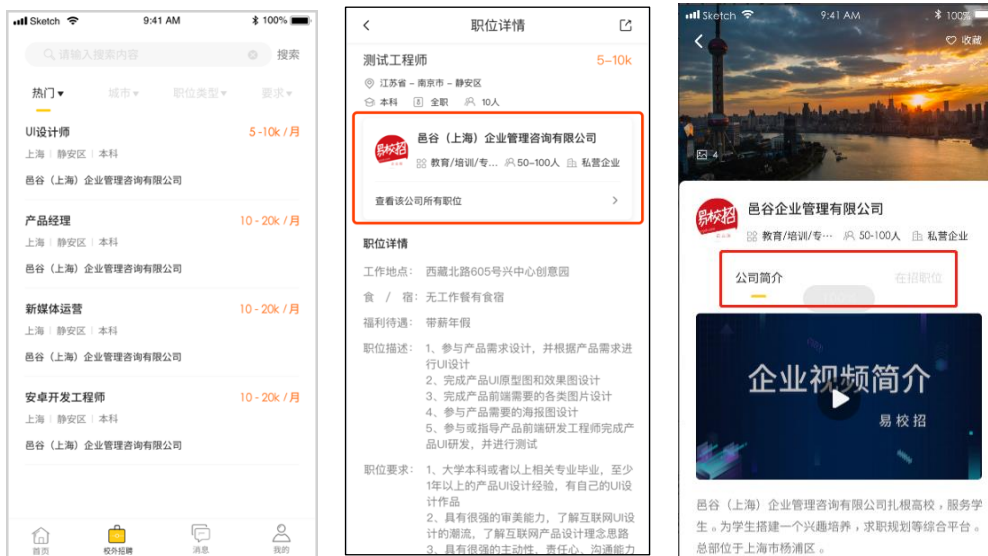 Sketch
9:41 AM
100%
请输入搜索内容
搜索
热门▾
城市▾
职位类型▾
要求▾
UI设计师
5 -10k /月
上海 | 静安区 | 本科
邑谷（上海）企业管理咨询有限公司
产品经理
10 - 20k /月
上海 | 静安区 | 本科
邑谷（上海）企业管理咨询有限公司
新媒体运营
10 - 20k /月
上海 | 静安区 | 本科
邑谷（上海）企业管理咨询有限公司
安卓开发工程师
10 - 20k /月
上海 | 静安区 | 本科
邑谷（上海）企业管理咨询有限公司
首页
校外招聘
消息
我的
职位详情
测试工程师
5-10k
江苏省 – 南京市 – 静安区
本科 全职 10人
易校招
邑谷（上海）企业管理咨询有限公司
教育/培训/专... 50-100人 私营企业
查看该公司所有职位
职位详情
工作地点： 西藏北路605号兴中心创意园
食 / 宿：无工作餐有食宿
福利待遇： 带薪年假
职位描述： 1、参与产品需求设计，并根据产品需求进
行UI设计
2、完成产品UI原型图和效果图设计
3、完成产品前端需要的各类图片设计
4、参与产品需要的海报图设计
5、参与或指导产品前端研发工程师完成产
品UI研发，并进行测试
职位要求： 1、大学本科或者以上相关专业毕业，至少
1年以上的产品UI设计经验，有自己的UI设
计作品
2、具有很强的审美能力，了解互联网UI设
计的潮流，了解互联网产品设计理念思路
3、具有很强的主动性，责任心、沟通能力
Sketch
9:41 AM
100%
收藏
4
易校招
邑谷企业管理有限公司
教育/培训/专… 50-100人 私营企业
公司简介
在招职位
企业视频简介
易校招
邑谷（上海）企业管理咨询有限公司扎根高校，服务学
生。为学生搭建一个兴趣培养，求职规划等综合平台。
总部位于上海市杨浦区。